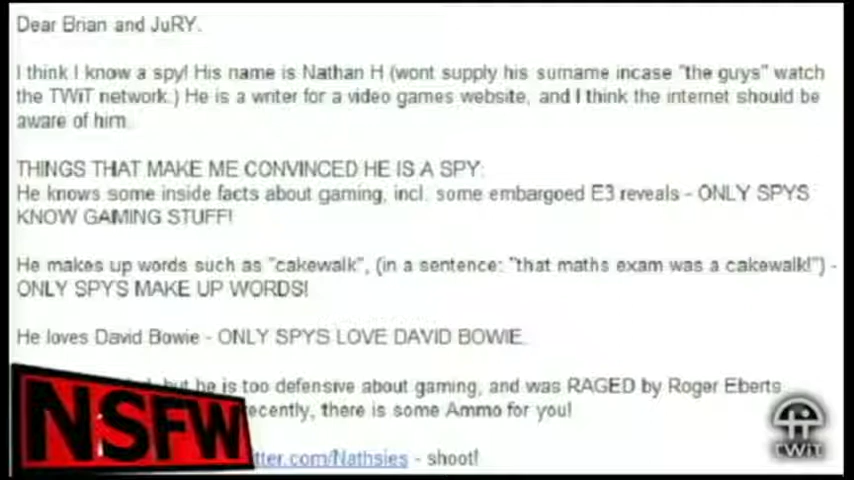 Dear Brian and JuRY.
I think I know a spy! His name is Nathan H (wont supply his surname incase "the guys" watch
the TWiT network.) He is a writer for a video games website, and I think the internet should be
aware of him.
THINGS THAT MAKE ME CONVINCED HE IS A SPY:
He knows some inside facts about gaming, incl. some embargoed E3 reveals - ONLY SPYS
KNOW GAMING STUFF!
He makes up words such as "cakewalk", (in a sentence: "that maths exam was a cakewalk!") -
ONLY SPYS MAKE UP WORDS!
He loves David Bowie - ONLY SPYS LOVE DAVID BOWIE.
but he is too defensive about gaming, and was RAGED by Roger Eberts
recently, there is some Ammo for you!
tter.com/Nathsies - shoot!
NSFW
TWiT